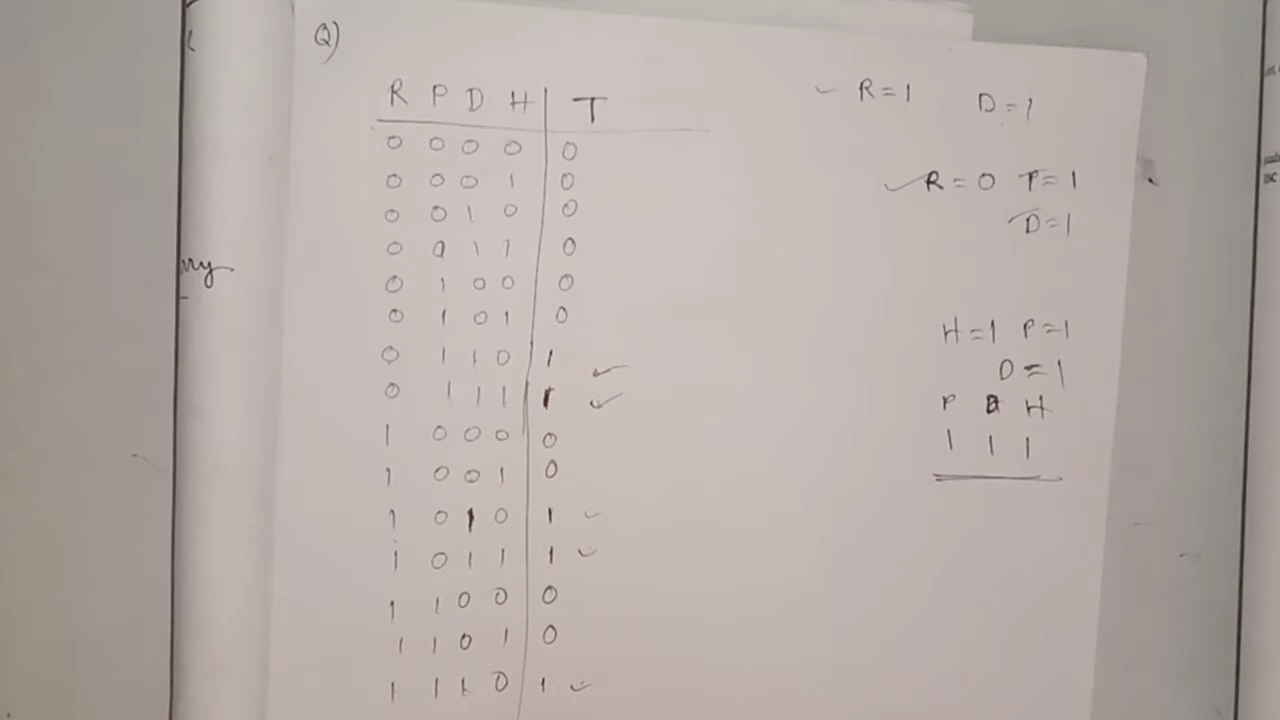 Q)
R P D H T
0 0 0 0 0
0 0 0 1 0
0 0 1 0 0
0 0 1 1 0
0 1 0 0 0
0 1 0 1 0
0 1 1 0 1
0 1 1 1 1
1 0 0 0 0
1 0 0 1 0
1 0 1 0 1
1 0 1 1 1
1 1 0 0 0
1 1 0 1 0
1 1 1 0 1
R=1 D=1
R=0 P=1
D=1
H=1 P=1
D=1
P D H
1 1 1